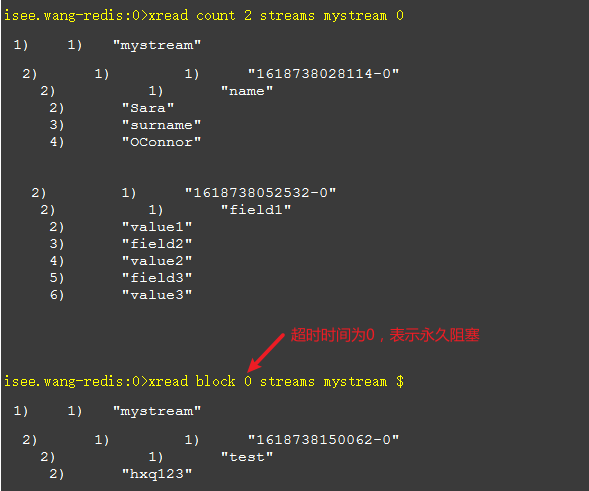 isee.wang-redis:0>xread count 2 streams mystream 0
1) 1) "mystream"
2) 1) 1) "1618738028114-0"
2) 1) "name"
2) "Sara"
3) "surname"
4) "OConnor"
2) 1) "1618738052532-0"
2) 1) "field1"
2) "value1"
3) "field2"
4) "value2"
5) "field3"
6) "value3"
超时时间为0，表示永久阻塞
isee.wang-redis:0>xread block 0 streams mystream $
1) 1) "mystream"
2) 1) 1) "1618738150062-0"
2) 1) "test"
2) "hxq123"